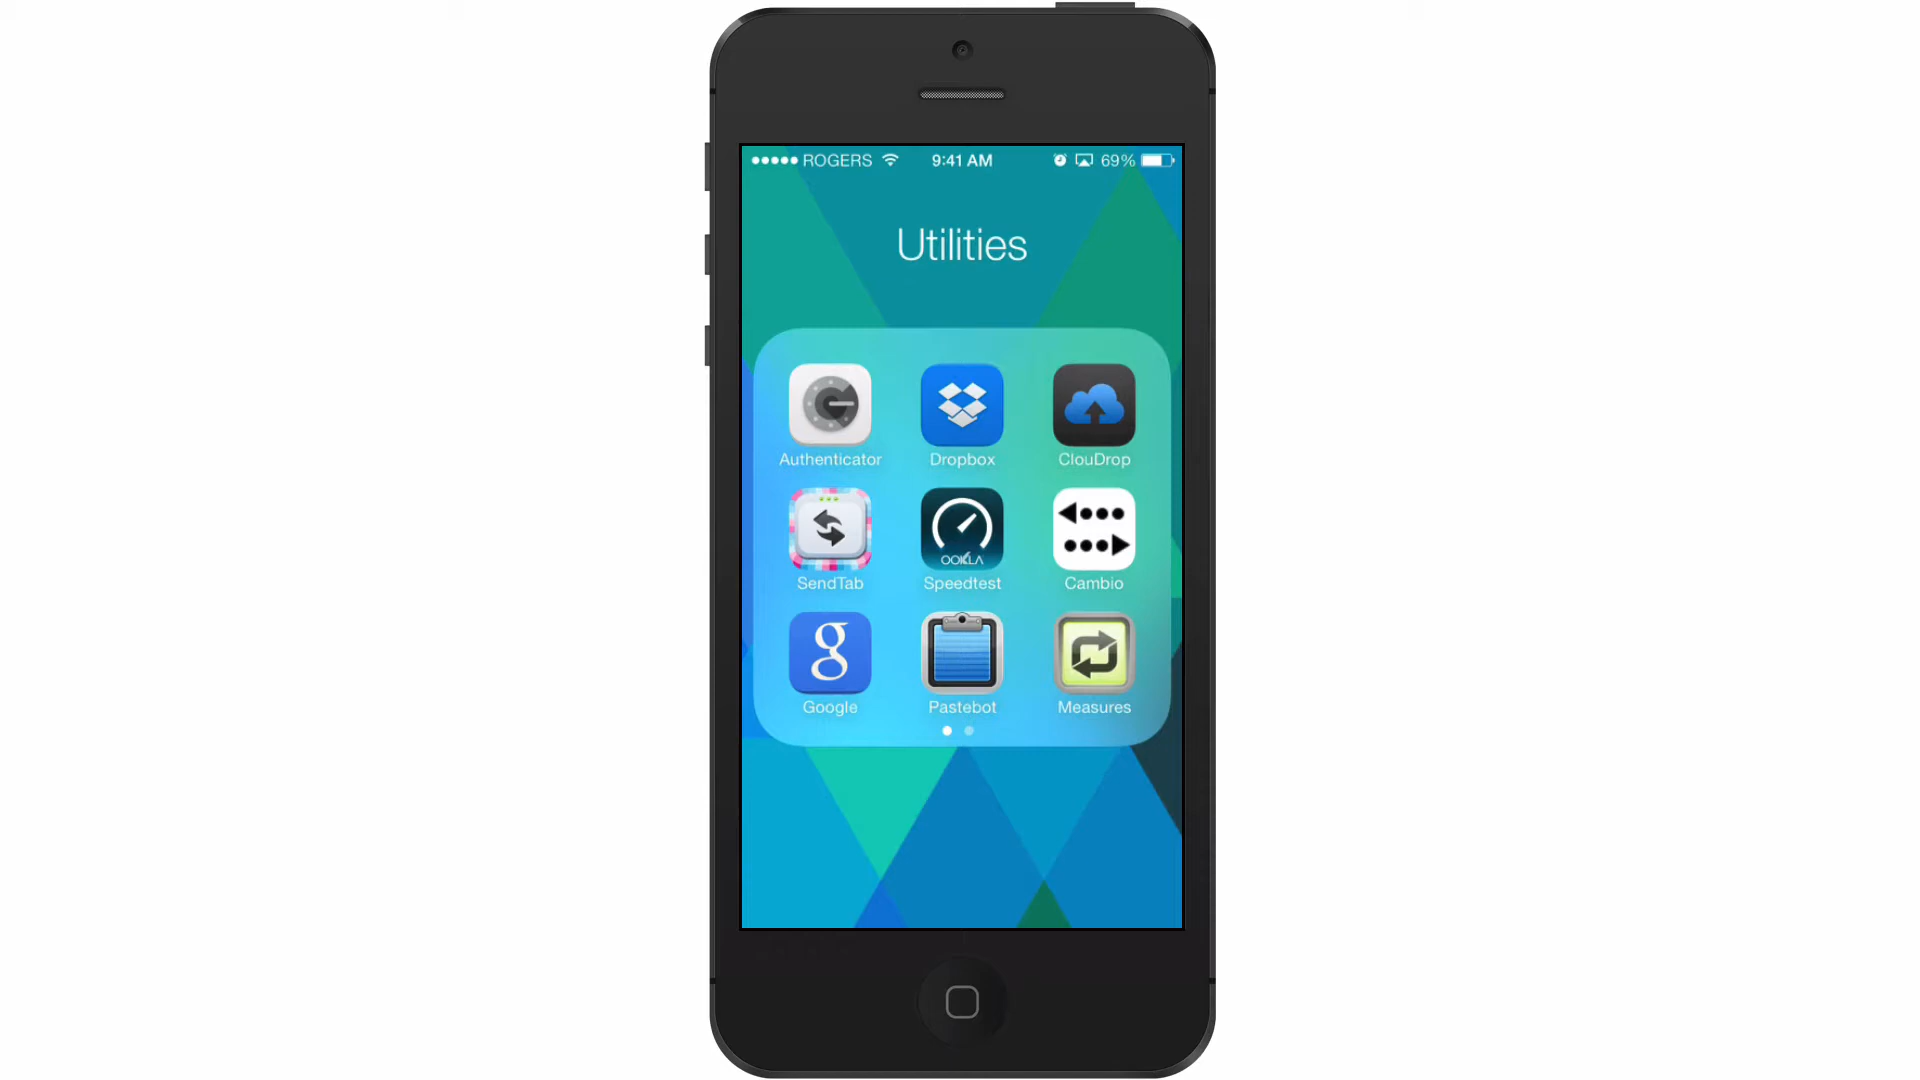 ROGERS 9:41 AM 69%
Utilities
Authenticator Dropbox ClouDrop
OOKLA
SendTab Speedtest Cambio
g
Google Pastebot Measures